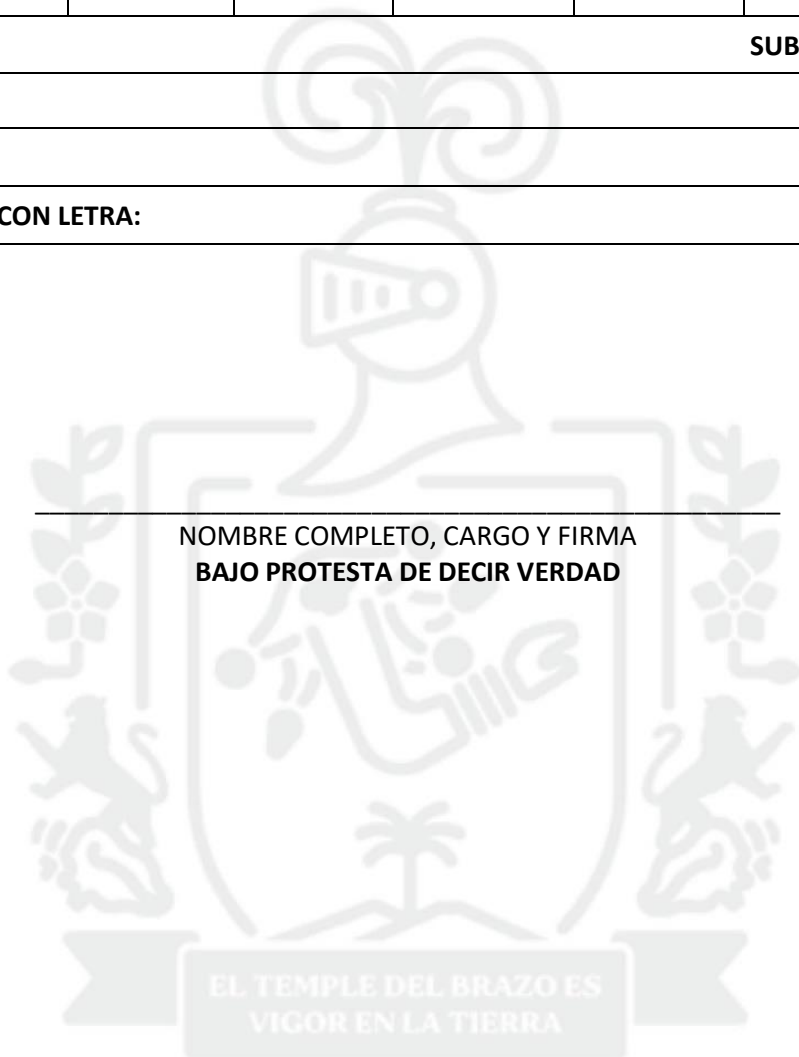 SUB
CON LETRA:
NOMBRE COMPLETO, CARGO Y FIRMA
BAJO PROTESTA DE DECIR VERDAD
EL TEMPLE DEL BRAZO ES
VIGOR EN LA TIERRA